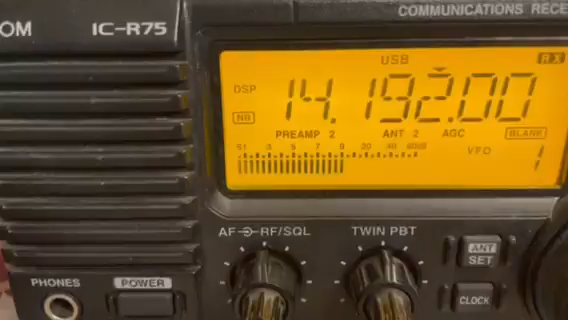 COMMUNICATIONS RECE
OM IC-R75
USB RX
DSP 14.192.00
NB
PREAMP 2 ANT 2 AGC BLANK
S1 3 5 7 9 20 40 60dB
VFO 1
AF RF/SQL TWIN PBT
ANT
SET
PHONES POWER
CLOCK